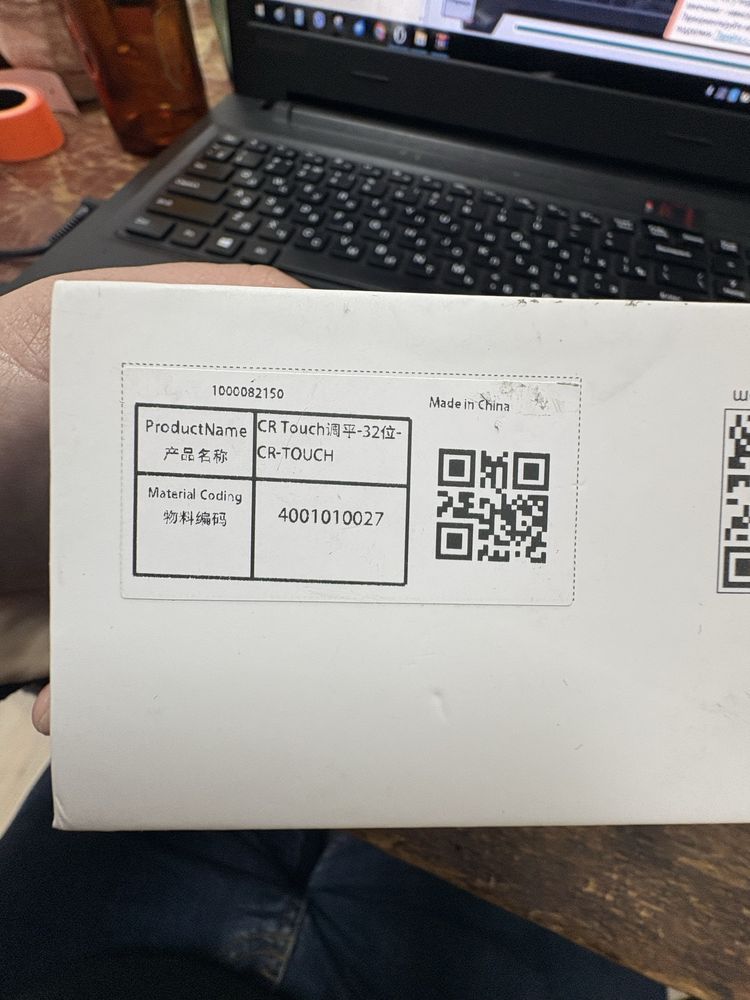 1000082150
Made in China
ProductName
产品名称
CR Touch调平-32位-
CR-TOUCH
Material Coding
物料编码
4001010027